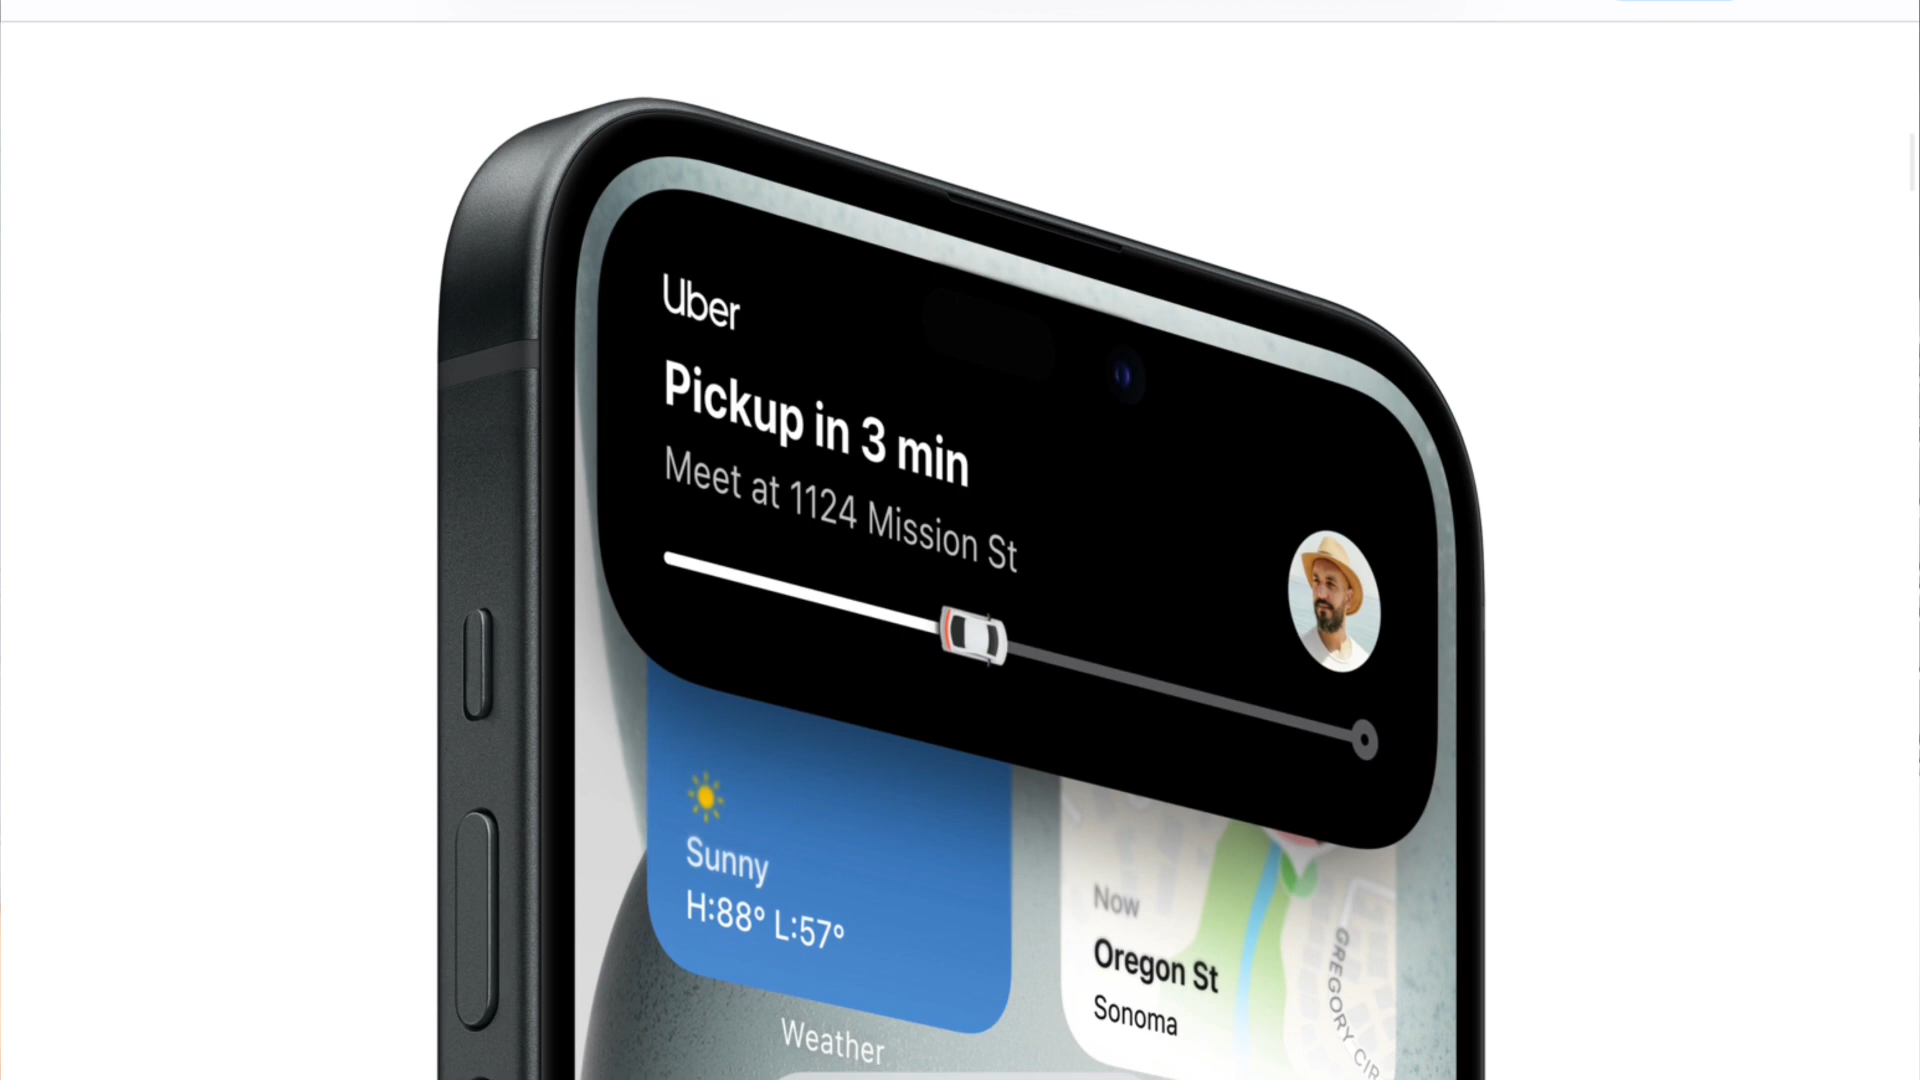 Uber
Pickup in 3 min
Meet at 1124 Mission St
Sunny
H:88° L:57°
Weather
Now
Oregon St
Sonoma
GREGORY CIR